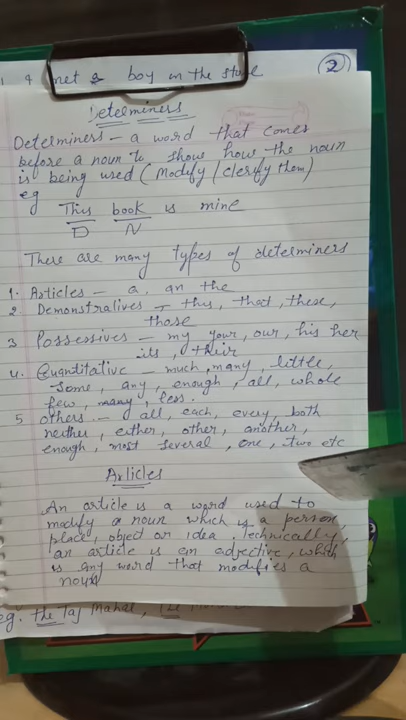 met a boy in the store
2
Determiners
Determiners - a word that comes
before a noun to show how the noun
is being used (Modify / clerify them)
eg This book is mine
D N
There are many types of determiners
1. Articles - a, an the
2 Demonstratives - this, that, these,
those
3 Possessives - my your, our, his her
its, their
4. Quantitative - much, many, little,
some, any, enough, all, whole
few, many, less.
5 others - all, each, every, both
neither, either, other, another,
enough, most several, one, two etc
Articles
An article is a word used to
modify a noun which is a person,
place, object or idea. Technically,
an article is an adjective, which
is any word that modifies a
noun
eg. The Taj Mahal, The